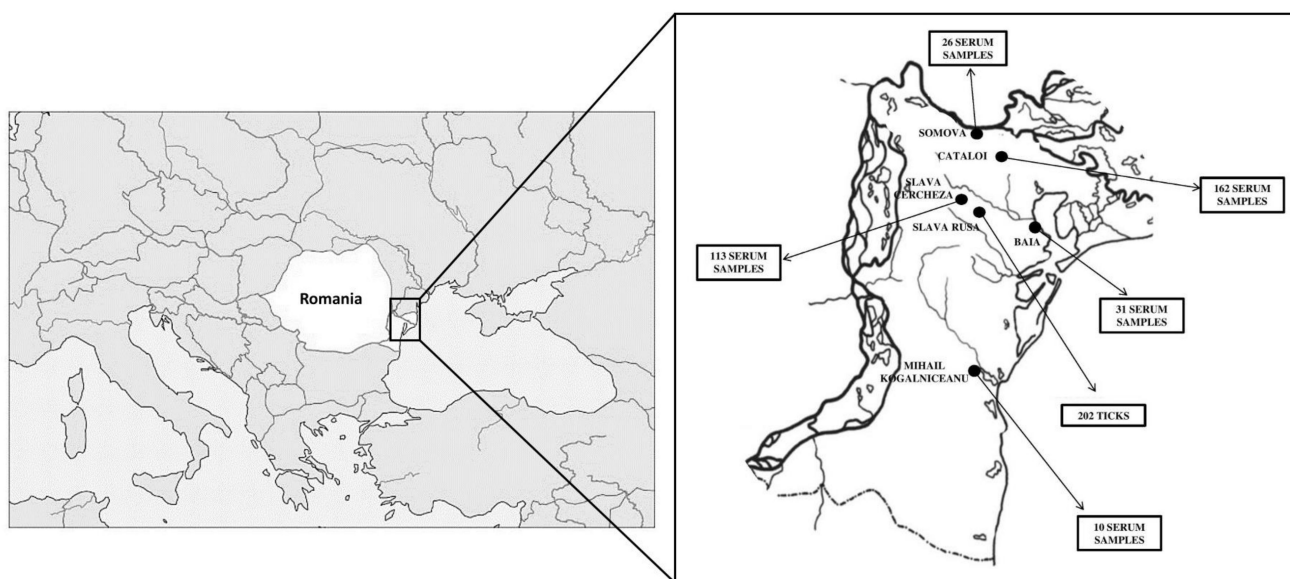 Romania
26 SERUM
SAMPLES
SOMOVA
CATALOI
162 SERUM
SAMPLES
SLAVA
CERCHEZA
SLAVA RUSA
BAIA
113 SERUM
SAMPLES
31 SERUM
SAMPLES
MIHAIL
KOGALNICEANU
202 TICKS
10 SERUM
SAMPLES